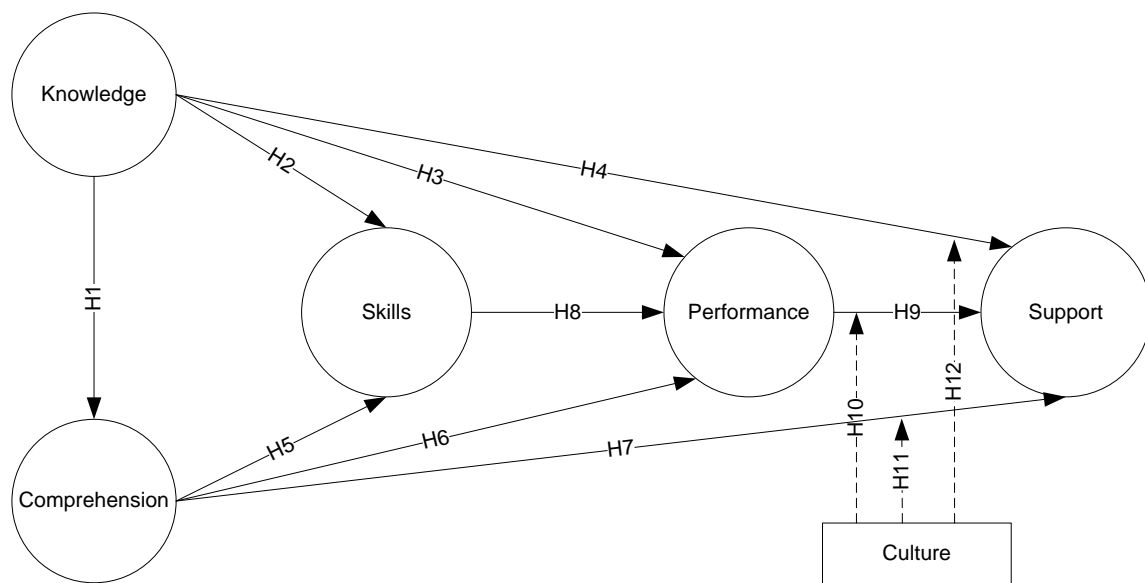 Knowledge
H2
H3
H4
H1
Skills
H8
Performance
H9
Support
H12
H10
H5
H6
H7
H11
Comprehension
Culture